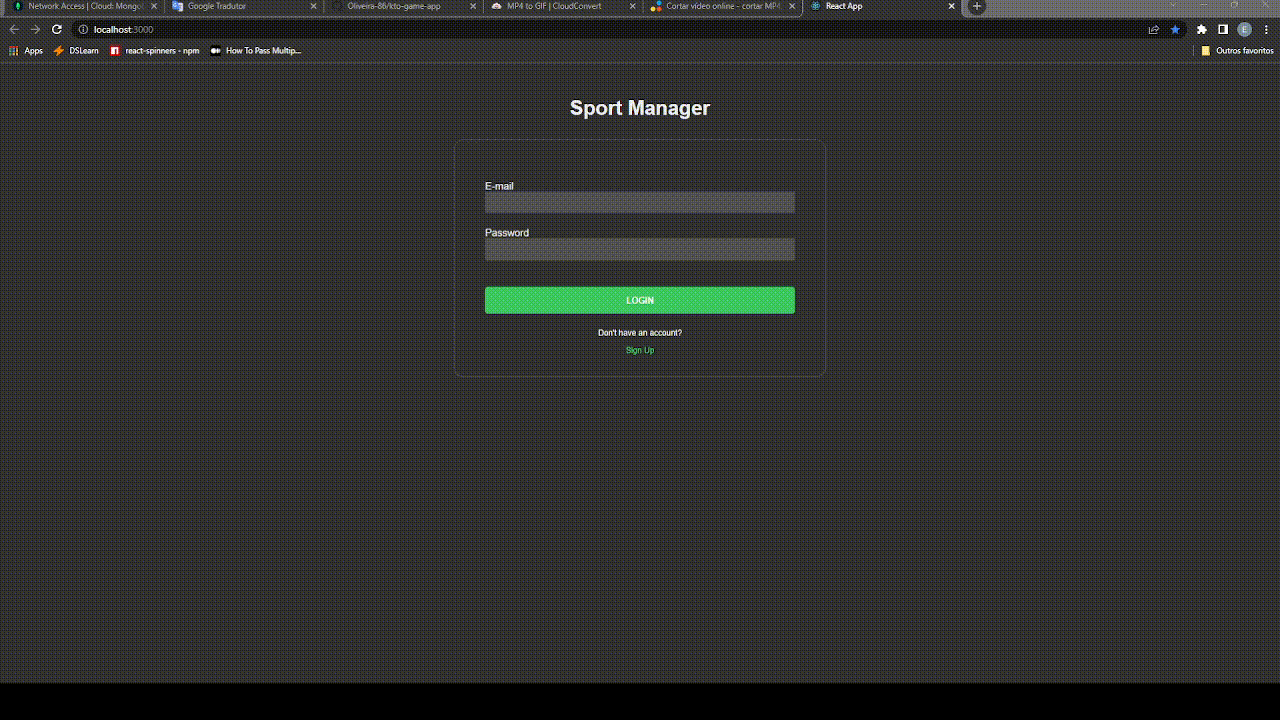 Network Access | Cloud: Mongo
Google Tradutor
Oliveira-86/kto-game-app
MP4 to GIF | CloudConvert
Cortar vídeo online - cortar MP4
React App
localhost:3000
E
Apps
DSLearn
react-spinners - npm
How To Pass Multip...
Outros favoritos
Sport Manager
E-mail
Password
LOGIN
Don't have an account?
Sign Up